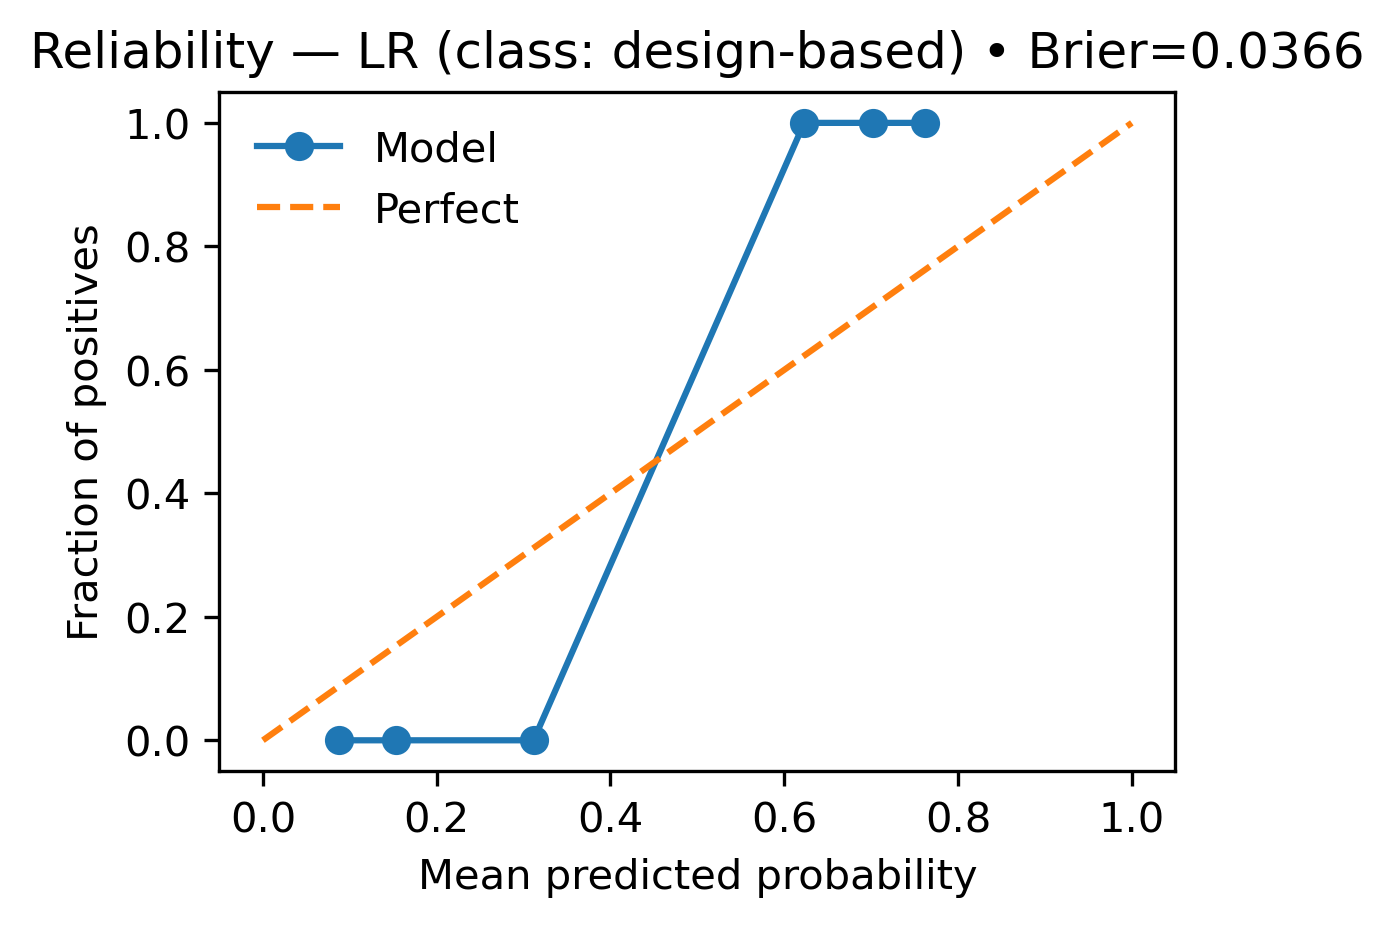 Reliability — LR (class: design-based) • Brier=0.0366
Model
Perfect
Fraction of positives
1.0
0.8
0.6
0.4
0.2
0.0
0.0 0.2 0.4 0.6 0.8 1.0
Mean predicted probability